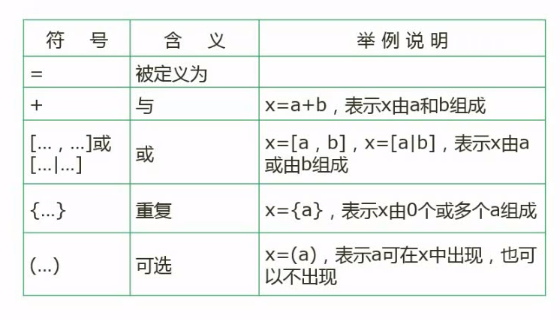 符 号 含 义 举 例 说 明
= 被定义为
+ 与 x=a+b，表示x由a和b组成
[… , …]或
[…|…]
或
x=[a , b] , x=[a|b]，表示x由a
或由b组成
{…} 重复 x={a}，表示x由0个或多个a组成
(…) 可选
x=(a)，表示a可在x中出现，也可
以不出现